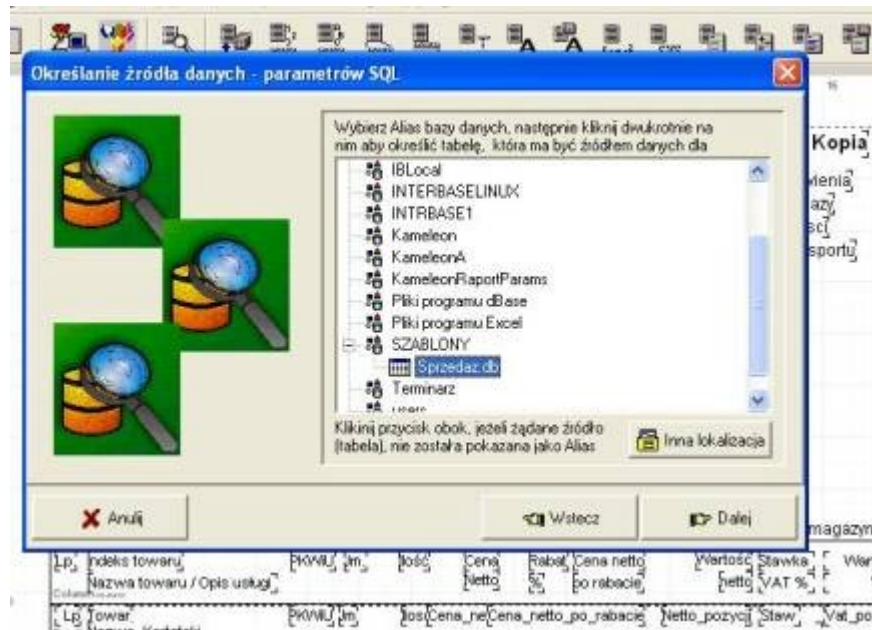 Określanie źródła danych - parametrów SQL
16
Wybierz Alias bazy danych, następnie kliknij dwukrotnie na
nim aby określić tabelę, która ma być źródłem danych dla
Kopia
IBLocal
INTERBASELINUX
INTRBASE1
Kameleon
KameleonA
KameleonRaportParams
Pliki programu dBase
Pliki programu Excel
SZABLONY
Sprzedaz.db
Terminarz
users
Kliknij przycisk obok, jeżeli żądane źródło
(tabela), nie została pokazana jako Alias
Inna lokalizacja
Anuluj
Wstecz
Dalej
magazyn
Lp Indeks towaru PKWiU Jm. Ilość Cena Rabat Cena netto Wartość Stawka
Nazwa towaru / Opis usługi Netto % po rabacie netto VAT %
Lp Towar PKWiU Jm Cena_netto_po_rabacie Netto_pozycji Staw Vat_po